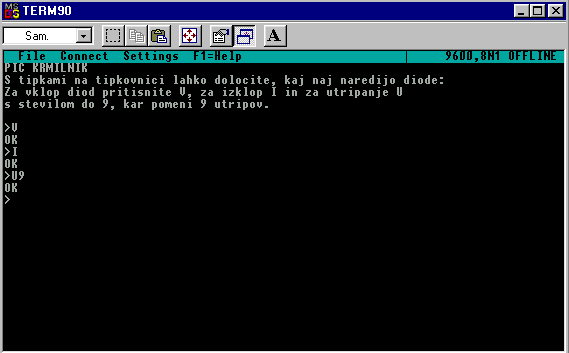 TERM90
Sam.
A
File Connect Settings F1=Help 9600,8N1 OFFLINE
PIC KRMILNIK
S tipkami na tipkovnici lahko dolocite, kaj naj naredijo diode:
Za vklop diod pritisnite V, za izklop I in za utripanje U
s stevilom do 9, kar pomeni 9 utripov.
>V
OK
>I
OK
>U9
OK
>